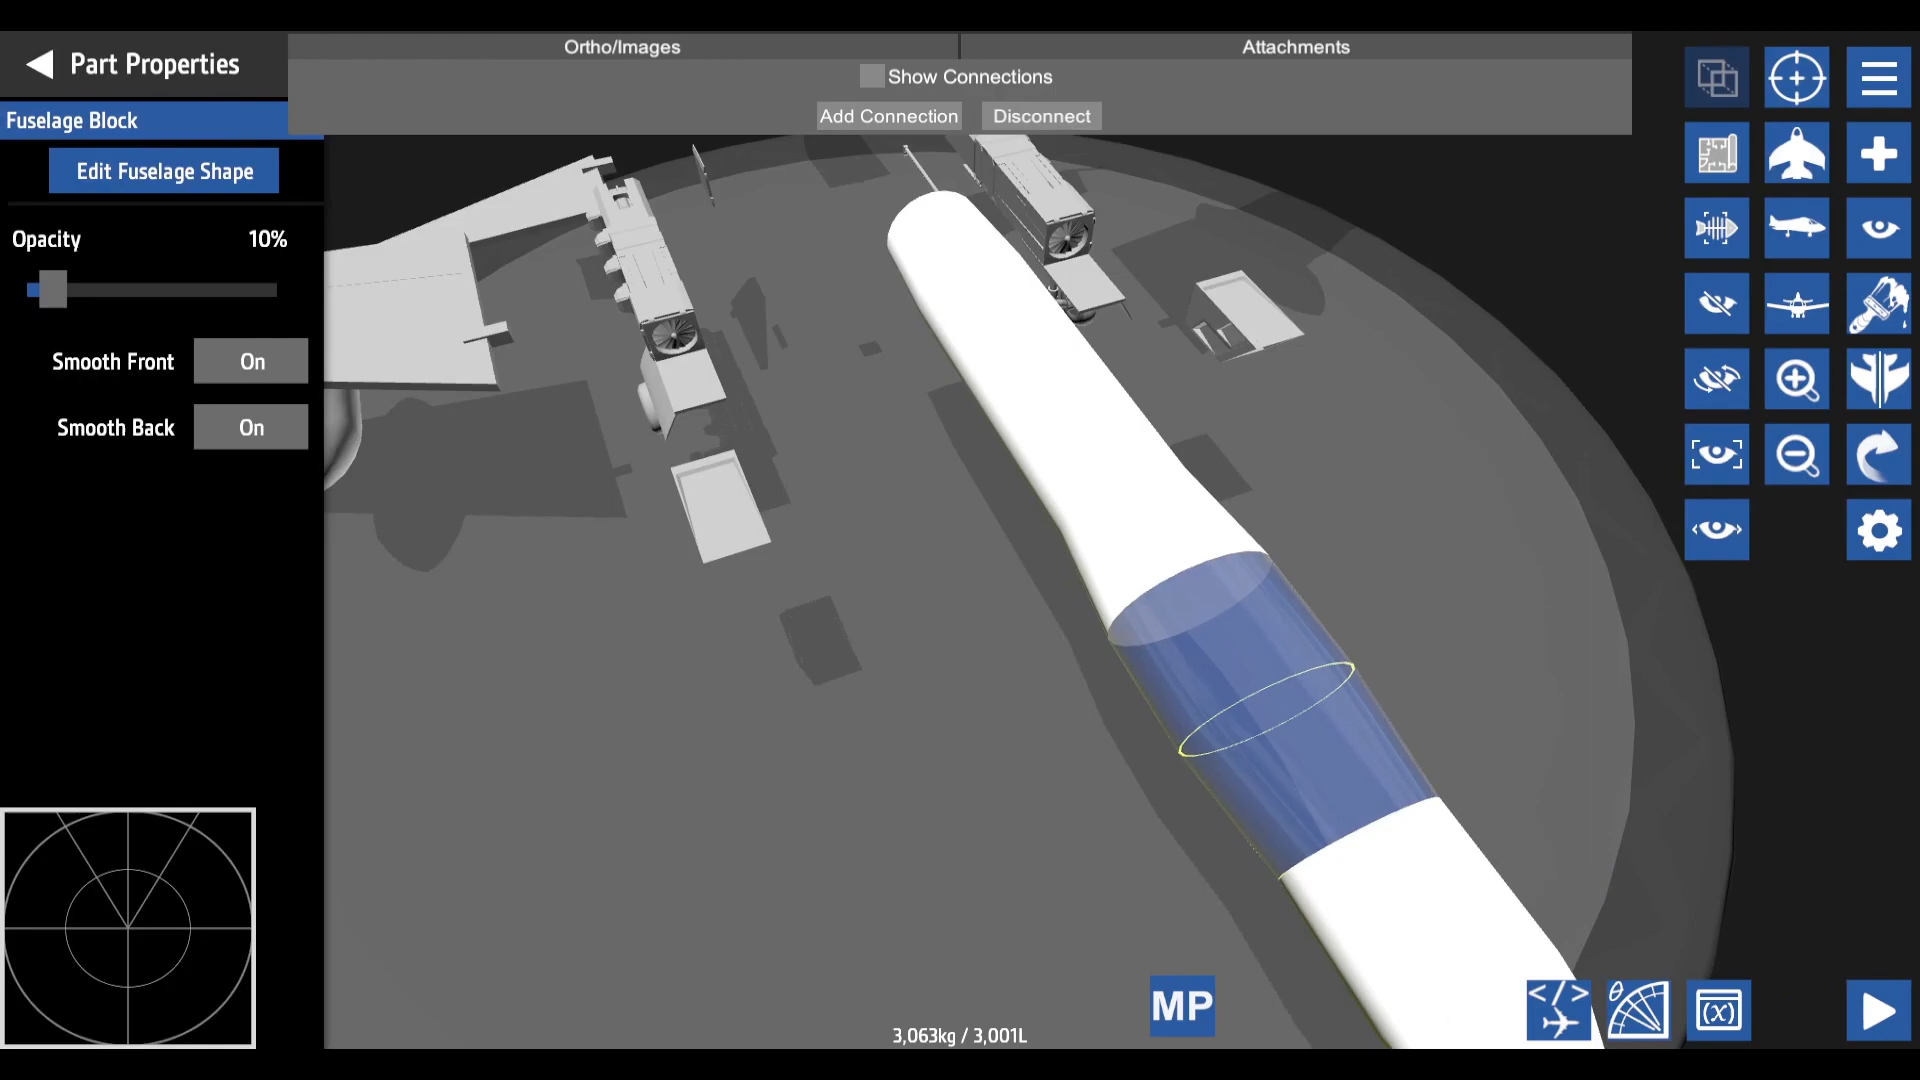 Part Properties
Ortho/Images
Attachments
Show Connections
Add Connection
Disconnect
Fuselage Block
Edit Fuselage Shape
Opacity
10%
Smooth Front
On
Smooth Back
On
MP
3,063kg / 3,001L
</>
θ
(x)